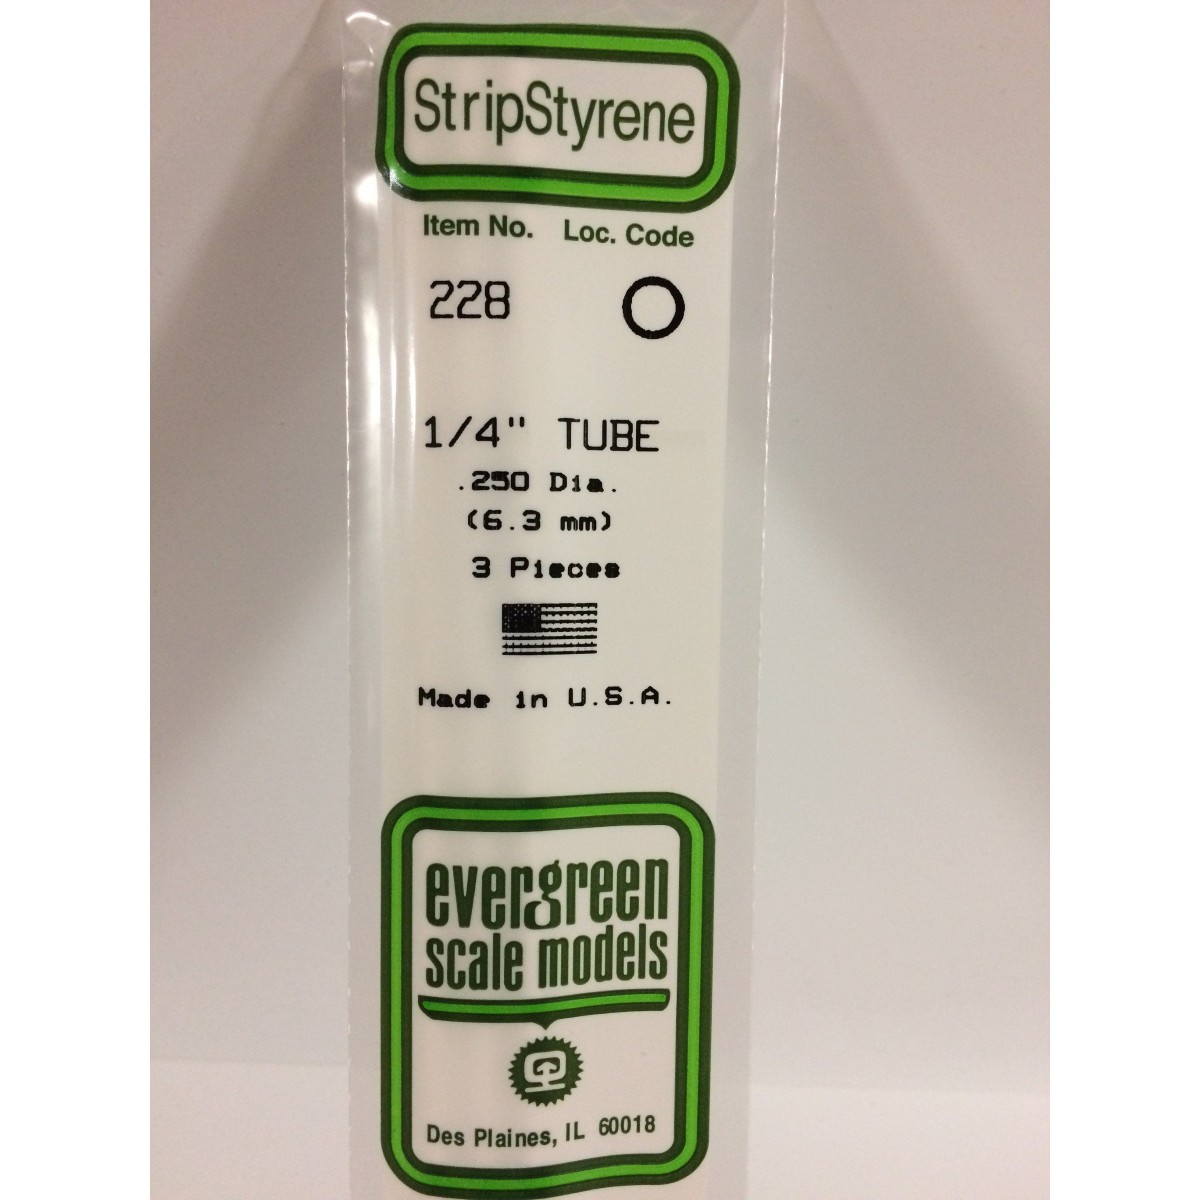 StripStyrene
Item No. Loc. Code
228
1/4" TUBE
.250 Dia.
(6.3 mm)
3 Pieces
Made in U.S.A.
evergreen
scale models
Des Plaines, IL 60018